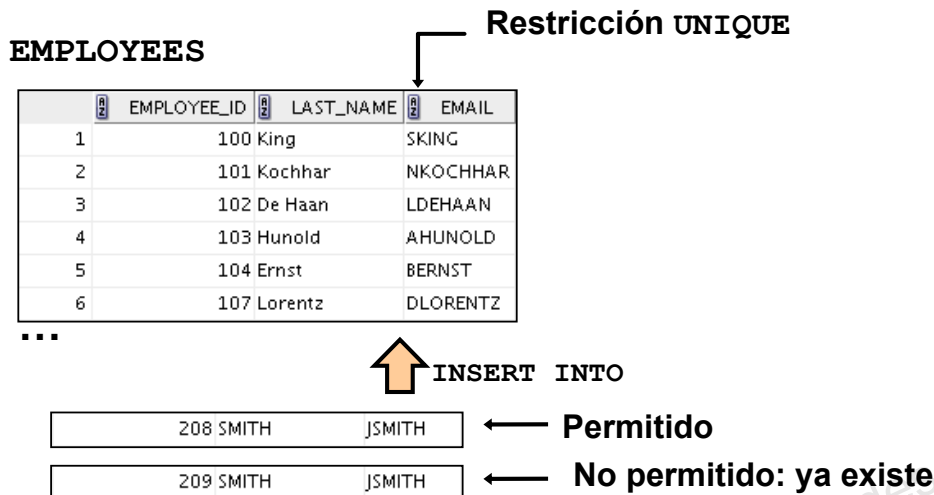 Restricción UNIQUE
EMPLOYEES
EMPLOYEE_ID LAST_NAME EMAIL
1 100 King SKING
2 101 Kochhar NKOCHHAR
3 102 De Haan LDEHAAN
4 103 Hunold AHUNOLD
5 104 Ernst BERNST
6 107 Lorentz DLORENTZ
...
INSERT INTO
208 SMITH JSMITH Permitido
209 SMITH JSMITH No permitido: ya existe